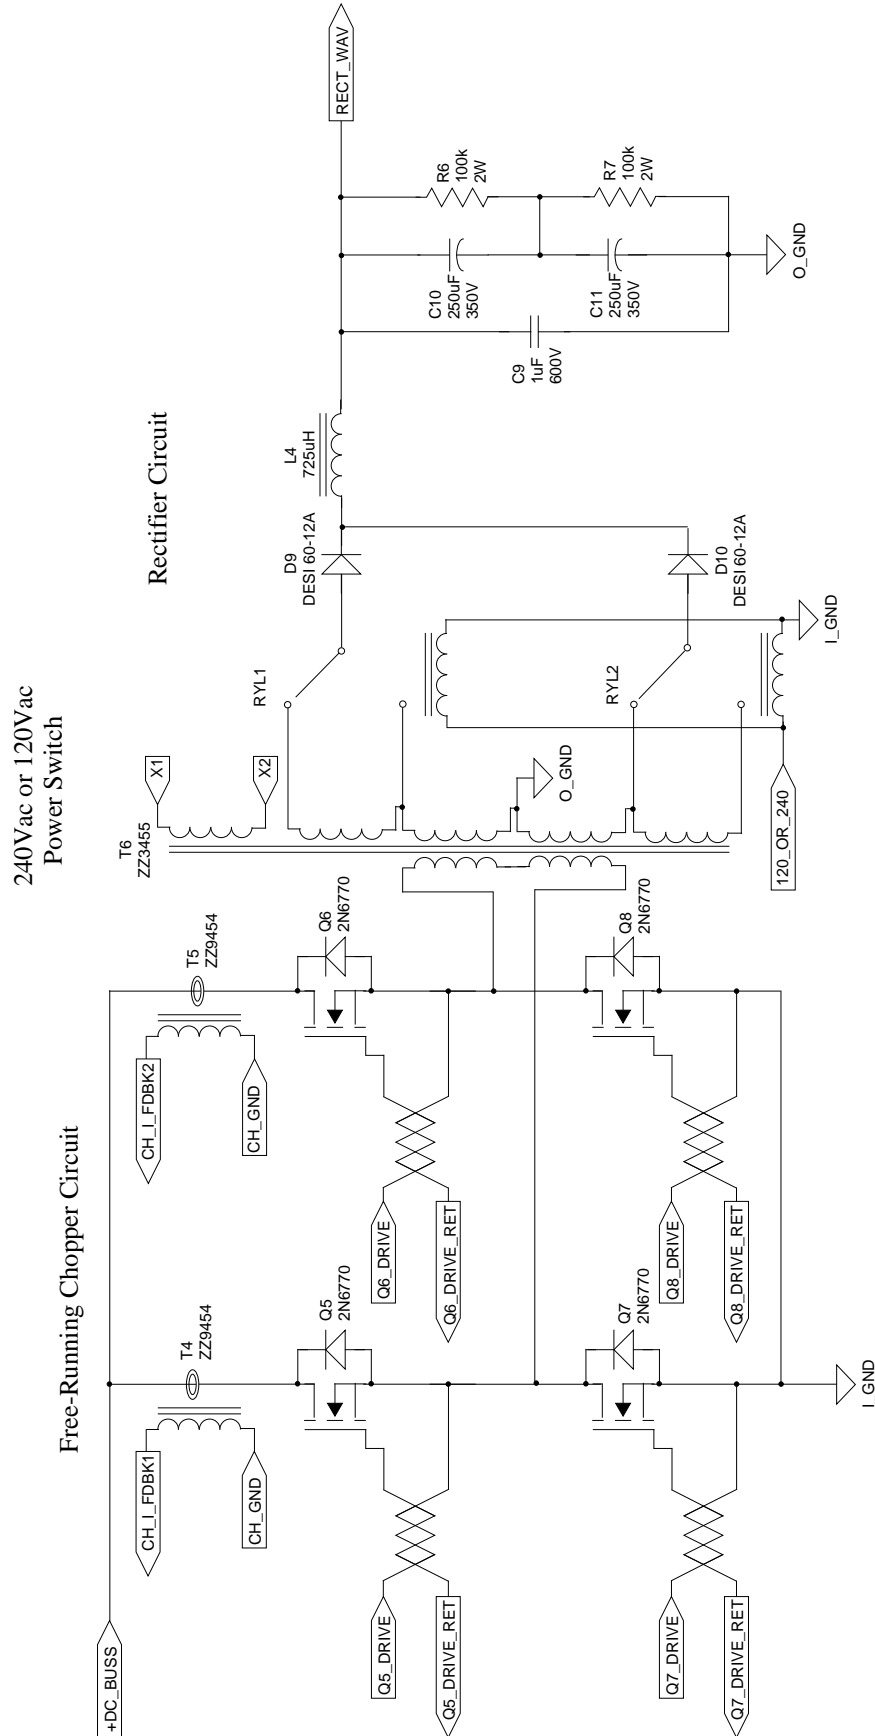 240Vac or 120Vac
Power Switch
Free-Running Chopper Circuit
Rectifier Circuit
+DC_BUSS
CH_I_FDBK1
CH_GND
T4
ZZ9454
CH_I_FDBK2
CH_GND
T5
ZZ9454
T6
ZZ3455
X1
X2
Q5
2N6770
Q5_DRIVE
Q5_DRIVE_RET
Q6
2N6770
Q6_DRIVE
Q6_DRIVE_RET
Q7
2N6770
Q7_DRIVE
Q7_DRIVE_RET
Q8
2N6770
Q8_DRIVE
Q8_DRIVE_RET
I_GND
O_GND
120_OR_240
RYL1
RYL2
I_GND
D9
DESI 60-12A
D10
DESI 60-12A
L4
725uH
C9
1uF
600V
C10
250uF
350V
C11
250uF
350V
R6
100k
2W
R7
100k
2W
O_GND
RECT_WAV